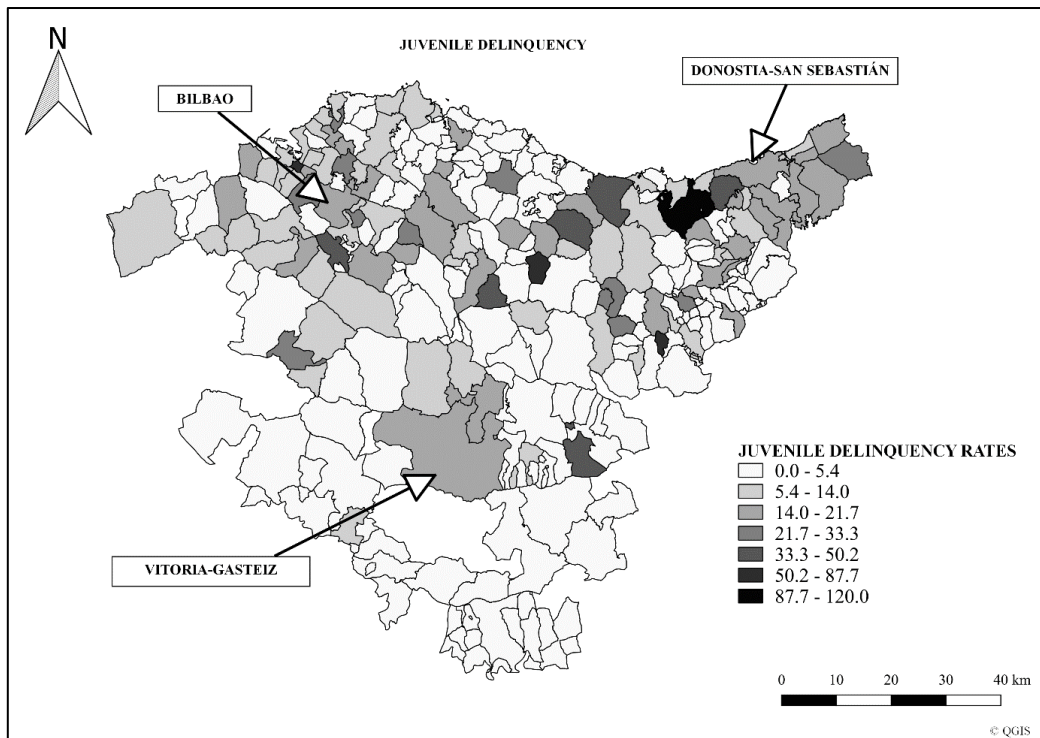 N
JUVENILE DELINQUENCY
DONOSTIA-SAN SEBASTIÁN
BILBAO
JUVENILE DELINQUENCY RATES
0.0 - 5.4
5.4 - 14.0
14.0 - 21.7
21.7 - 33.3
33.3 - 50.2
50.2 - 87.7
87.7 - 120.0
VITORIA-GASTEIZ
0 10 20 30 40 km
© QGIS